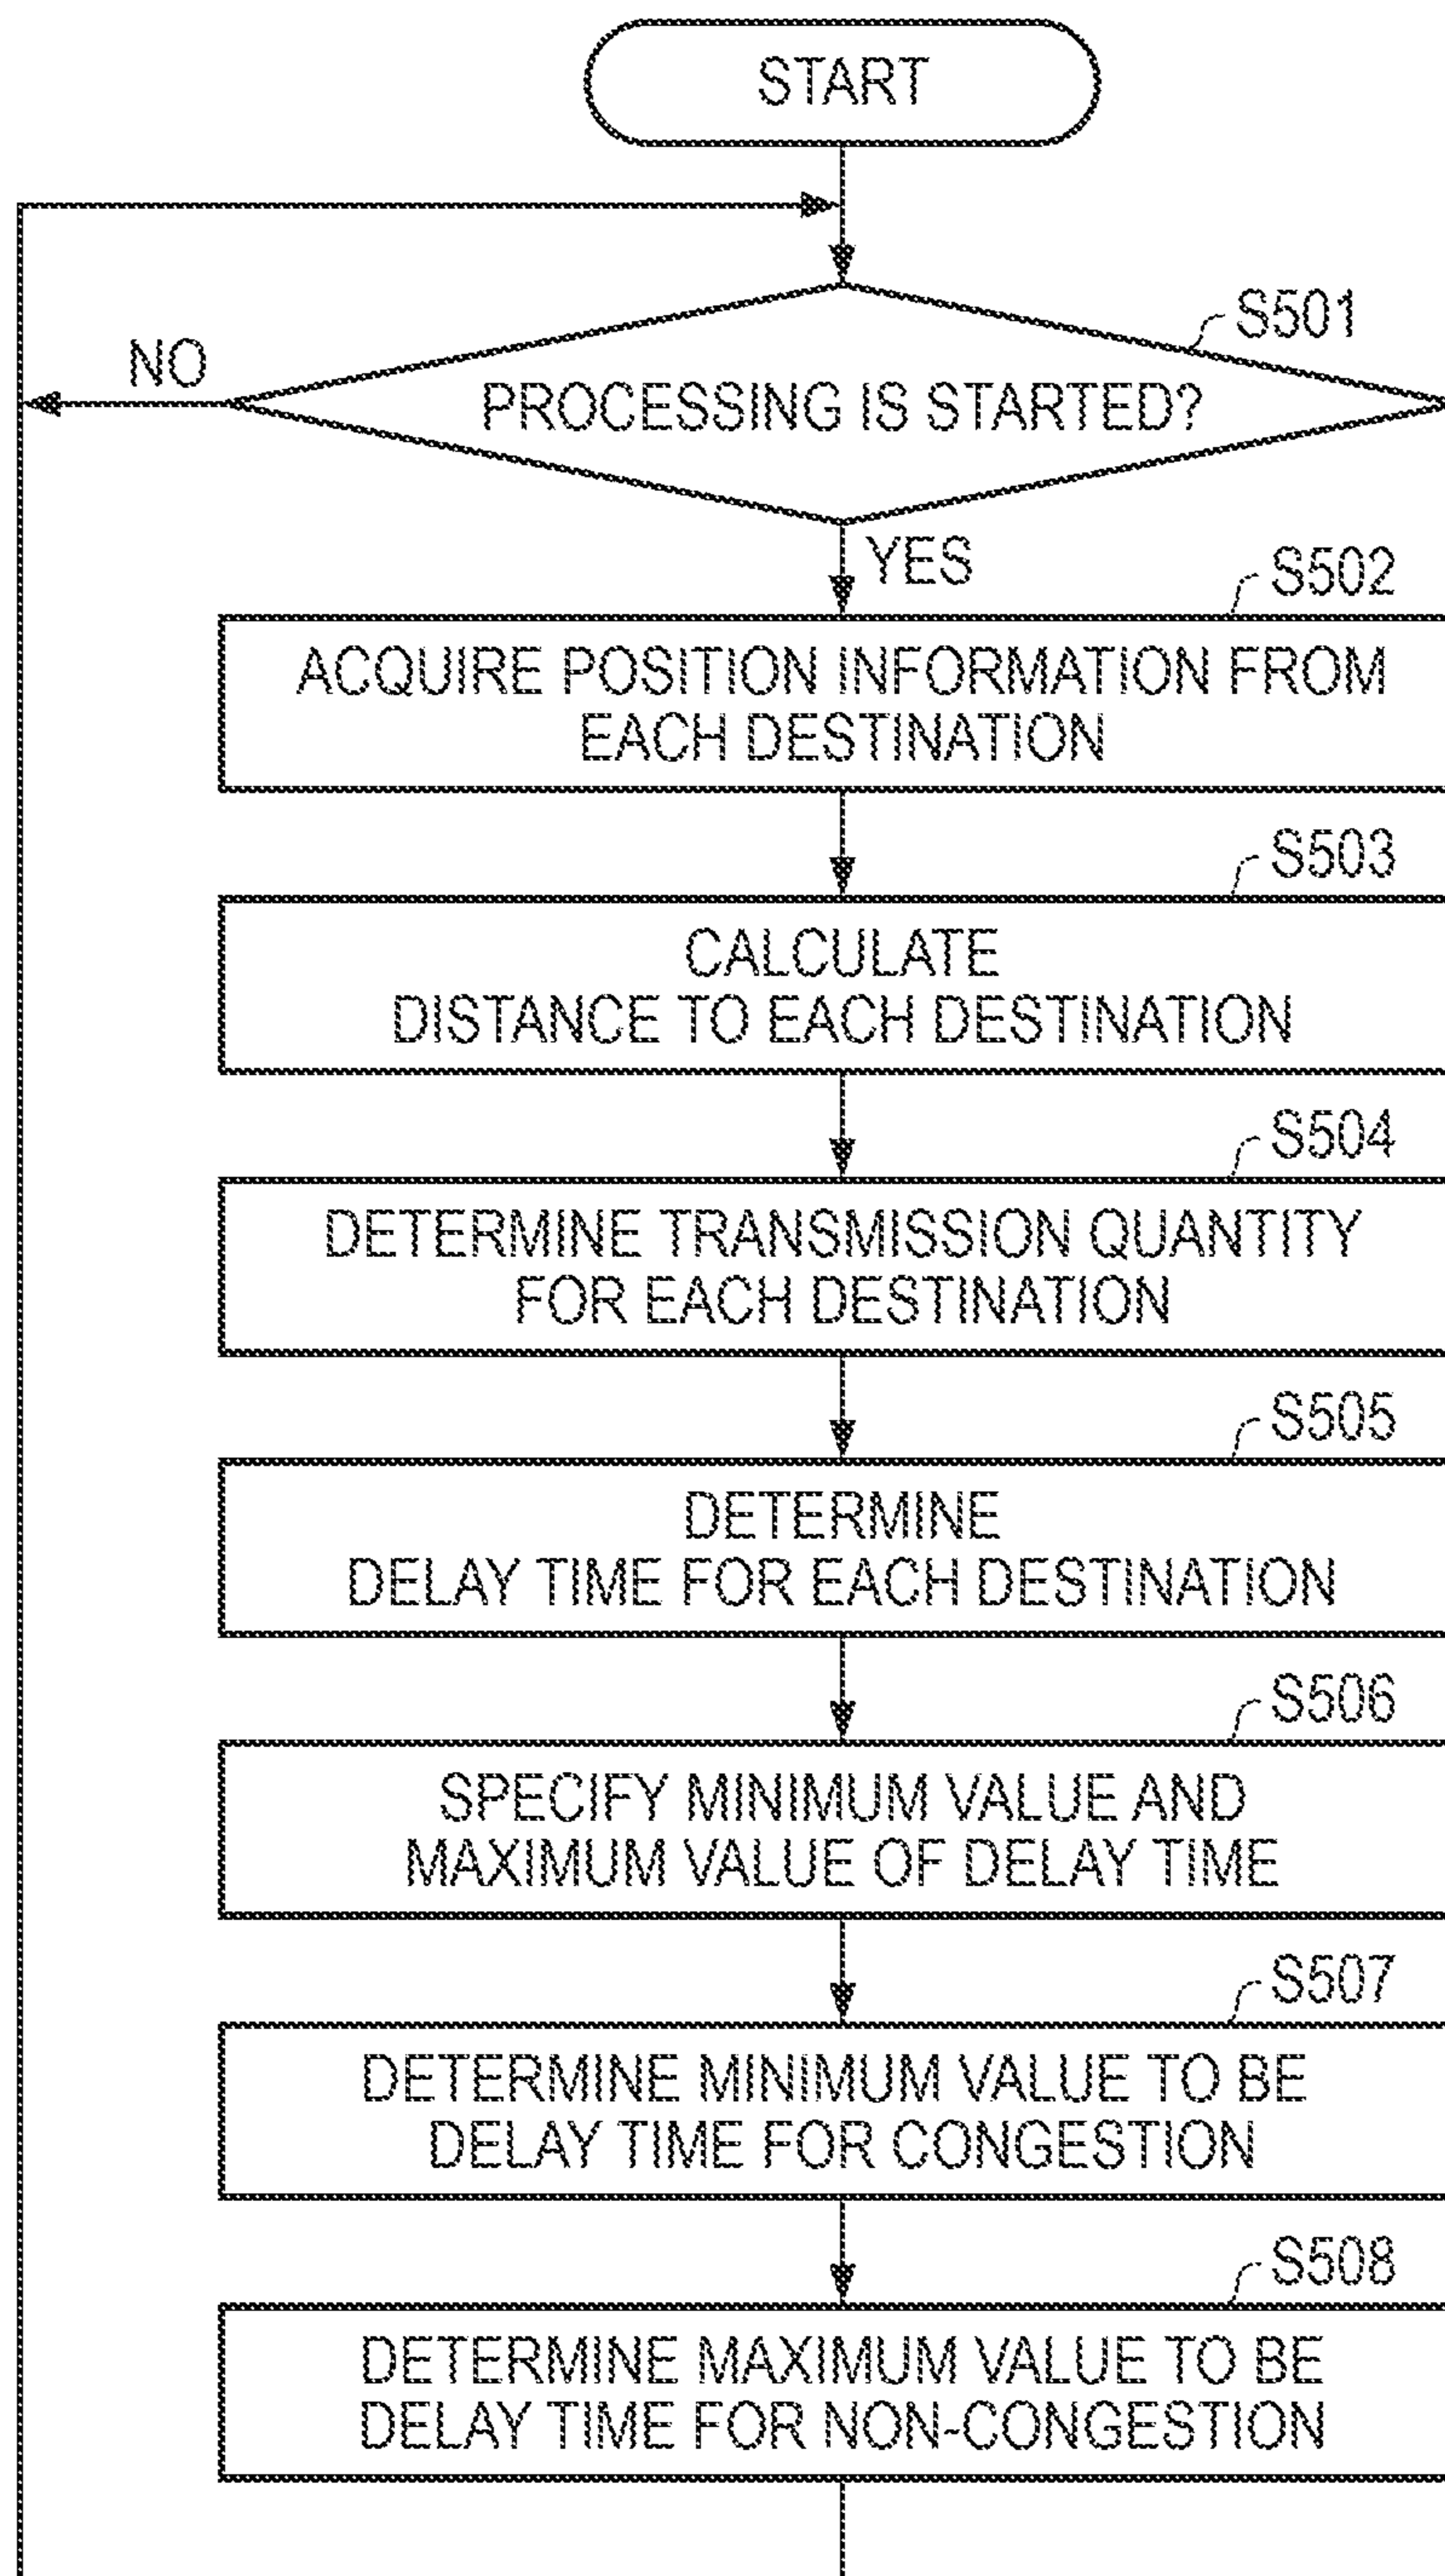 START
S501
NO
PROCESSING IS STARTED?
YES
S502
ACQUIRE POSITION INFORMATION FROM
EACH DESTINATION
S503
CALCULATE
DISTANCE TO EACH DESTINATION
S504
DETERMINE TRANSMISSION QUANTITY
FOR EACH DESTINATION
S505
DETERMINE
DELAY TIME FOR EACH DESTINATION
S506
SPECIFY MINIMUM VALUE AND
MAXIMUM VALUE OF DELAY TIME
S507
DETERMINE MINIMUM VALUE TO BE
DELAY TIME FOR CONGESTION
S508
DETERMINE MAXIMUM VALUE TO BE
DELAY TIME FOR NON-CONGESTION